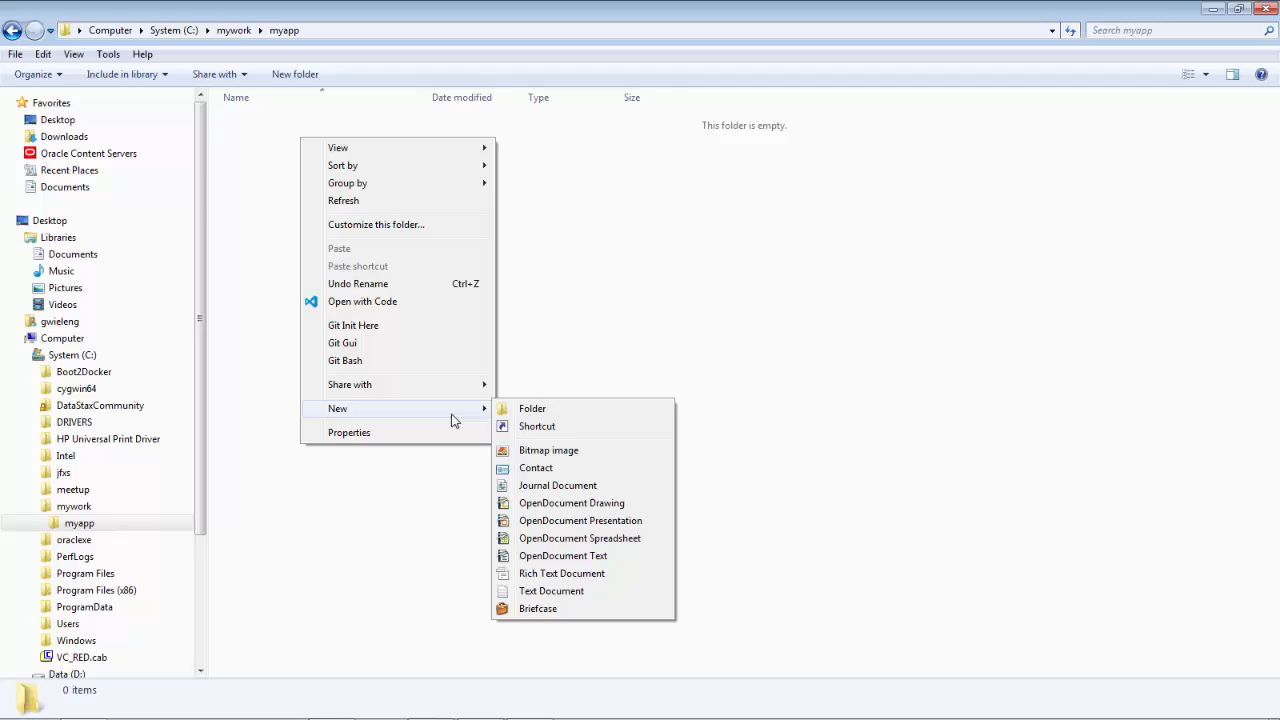 Computer System (C:) mywork myapp
Search myapp
File Edit View Tools Help
Organize Include in library Share with New folder
Name Date modified Type Size
This folder is empty.
Favorites
Desktop
Downloads
Oracle Content Servers
Recent Places
Documents
Desktop
Libraries
Documents
Music
Pictures
Videos
gwieleng
Computer
System (C:)
Boot2Docker
cygwin64
DataStaxCommunity
DRIVERS
HP Universal Print Driver
Intel
jfxs
meetup
mywork
myapp
oraclexe
PerfLogs
Program Files
Program Files (x86)
ProgramData
Users
Windows
VC_RED.cab
Data (D:)
View
Sort by
Group by
Refresh
Customize this folder...
Paste
Paste shortcut
Undo Rename Ctrl+Z
Open with Code
Git Init Here
Git Gui
Git Bash
Share with
New
Properties
Folder
Shortcut
Bitmap image
Contact
Journal Document
OpenDocument Drawing
OpenDocument Presentation
OpenDocument Spreadsheet
OpenDocument Text
Rich Text Document
Text Document
Briefcase
0 items